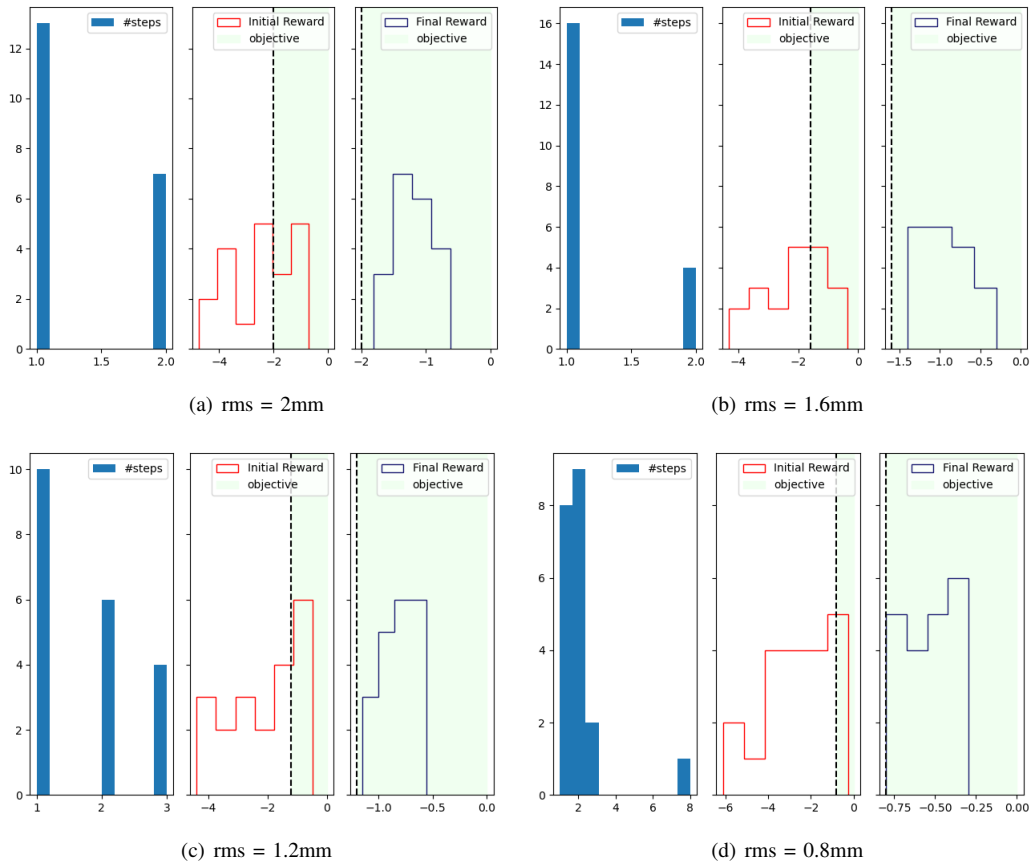 #steps
Initial Reward
objective
Final Reward
objective
0
2
4
6
8
10
12
1.0
1.5
2.0
−4
−2
0
−2
−1
0
(a) rms = 2mm
#steps
Initial Reward
objective
Final Reward
objective
0
2
4
6
8
10
12
14
16
1.0
1.5
2.0
−4
−2
0
−1.5
−1.0
−0.5
0.0
(b) rms = 1.6mm
#steps
Initial Reward
objective
Final Reward
objective
0
2
4
6
8
10
1
2
3
−4
−2
0
−1.0
−0.5
0.0
(c) rms = 1.2mm
#steps
Initial Reward
objective
Final Reward
objective
0
2
4
6
8
2
4
6
8
−6
−4
−2
0
−0.75
−0.50
−0.25
0.00
(d) rms = 0.8mm